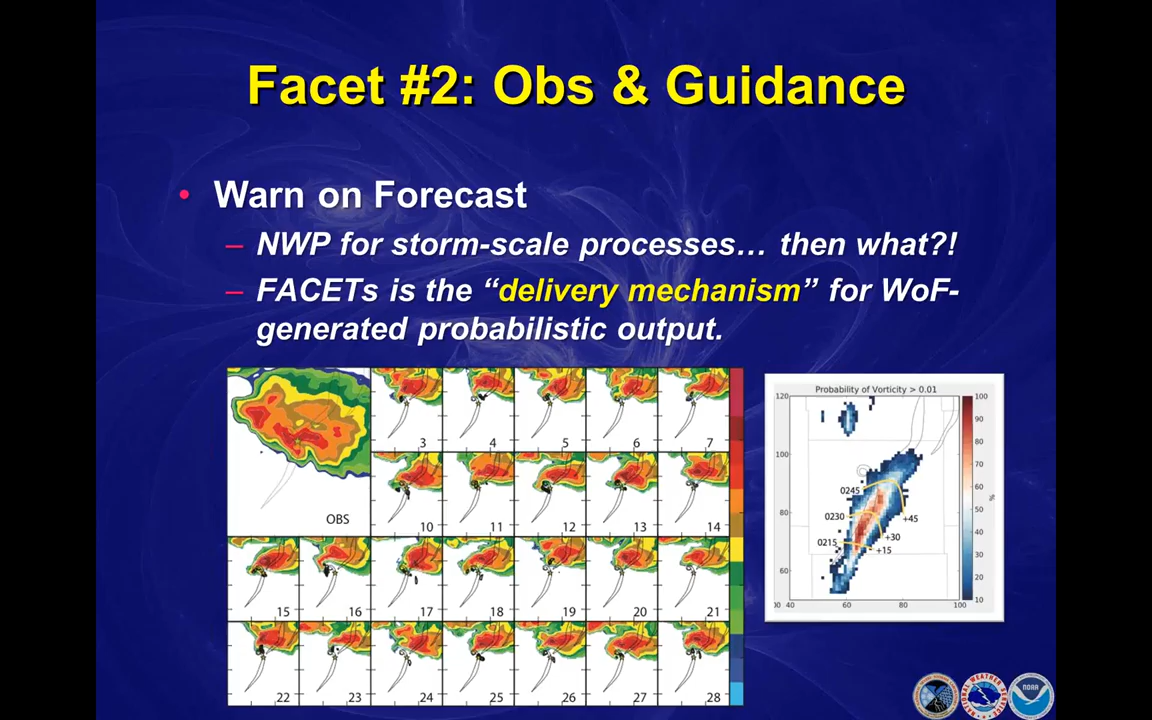 Facet #2: Obs & Guidance
• Warn on Forecast
– NWP for storm-scale processes… then what?!
– FACETs is the “delivery mechanism” for WoF-
generated probabilistic output.
3 4 5 6 7
OBS
10 11 12 13 14
15 16 17 18 19 20 21
22 23 24 25 26 27 28
Probability of Vorticity > 0.01
120
100
80
60
40 60 80 100
0245
0230
0215
+45
+30
+15
100
90
80
70
60
50
40
30
20
10
%
NOAA